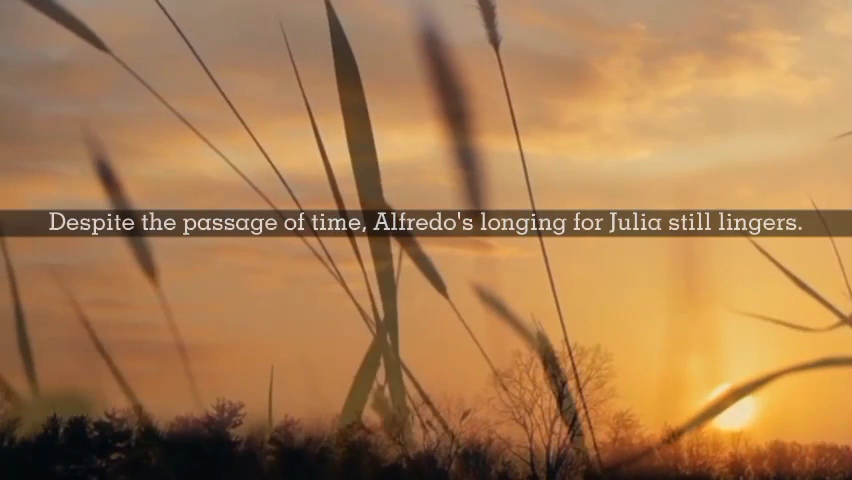 Despite the passage of time, Alfredo's longing for Julia still lingers.